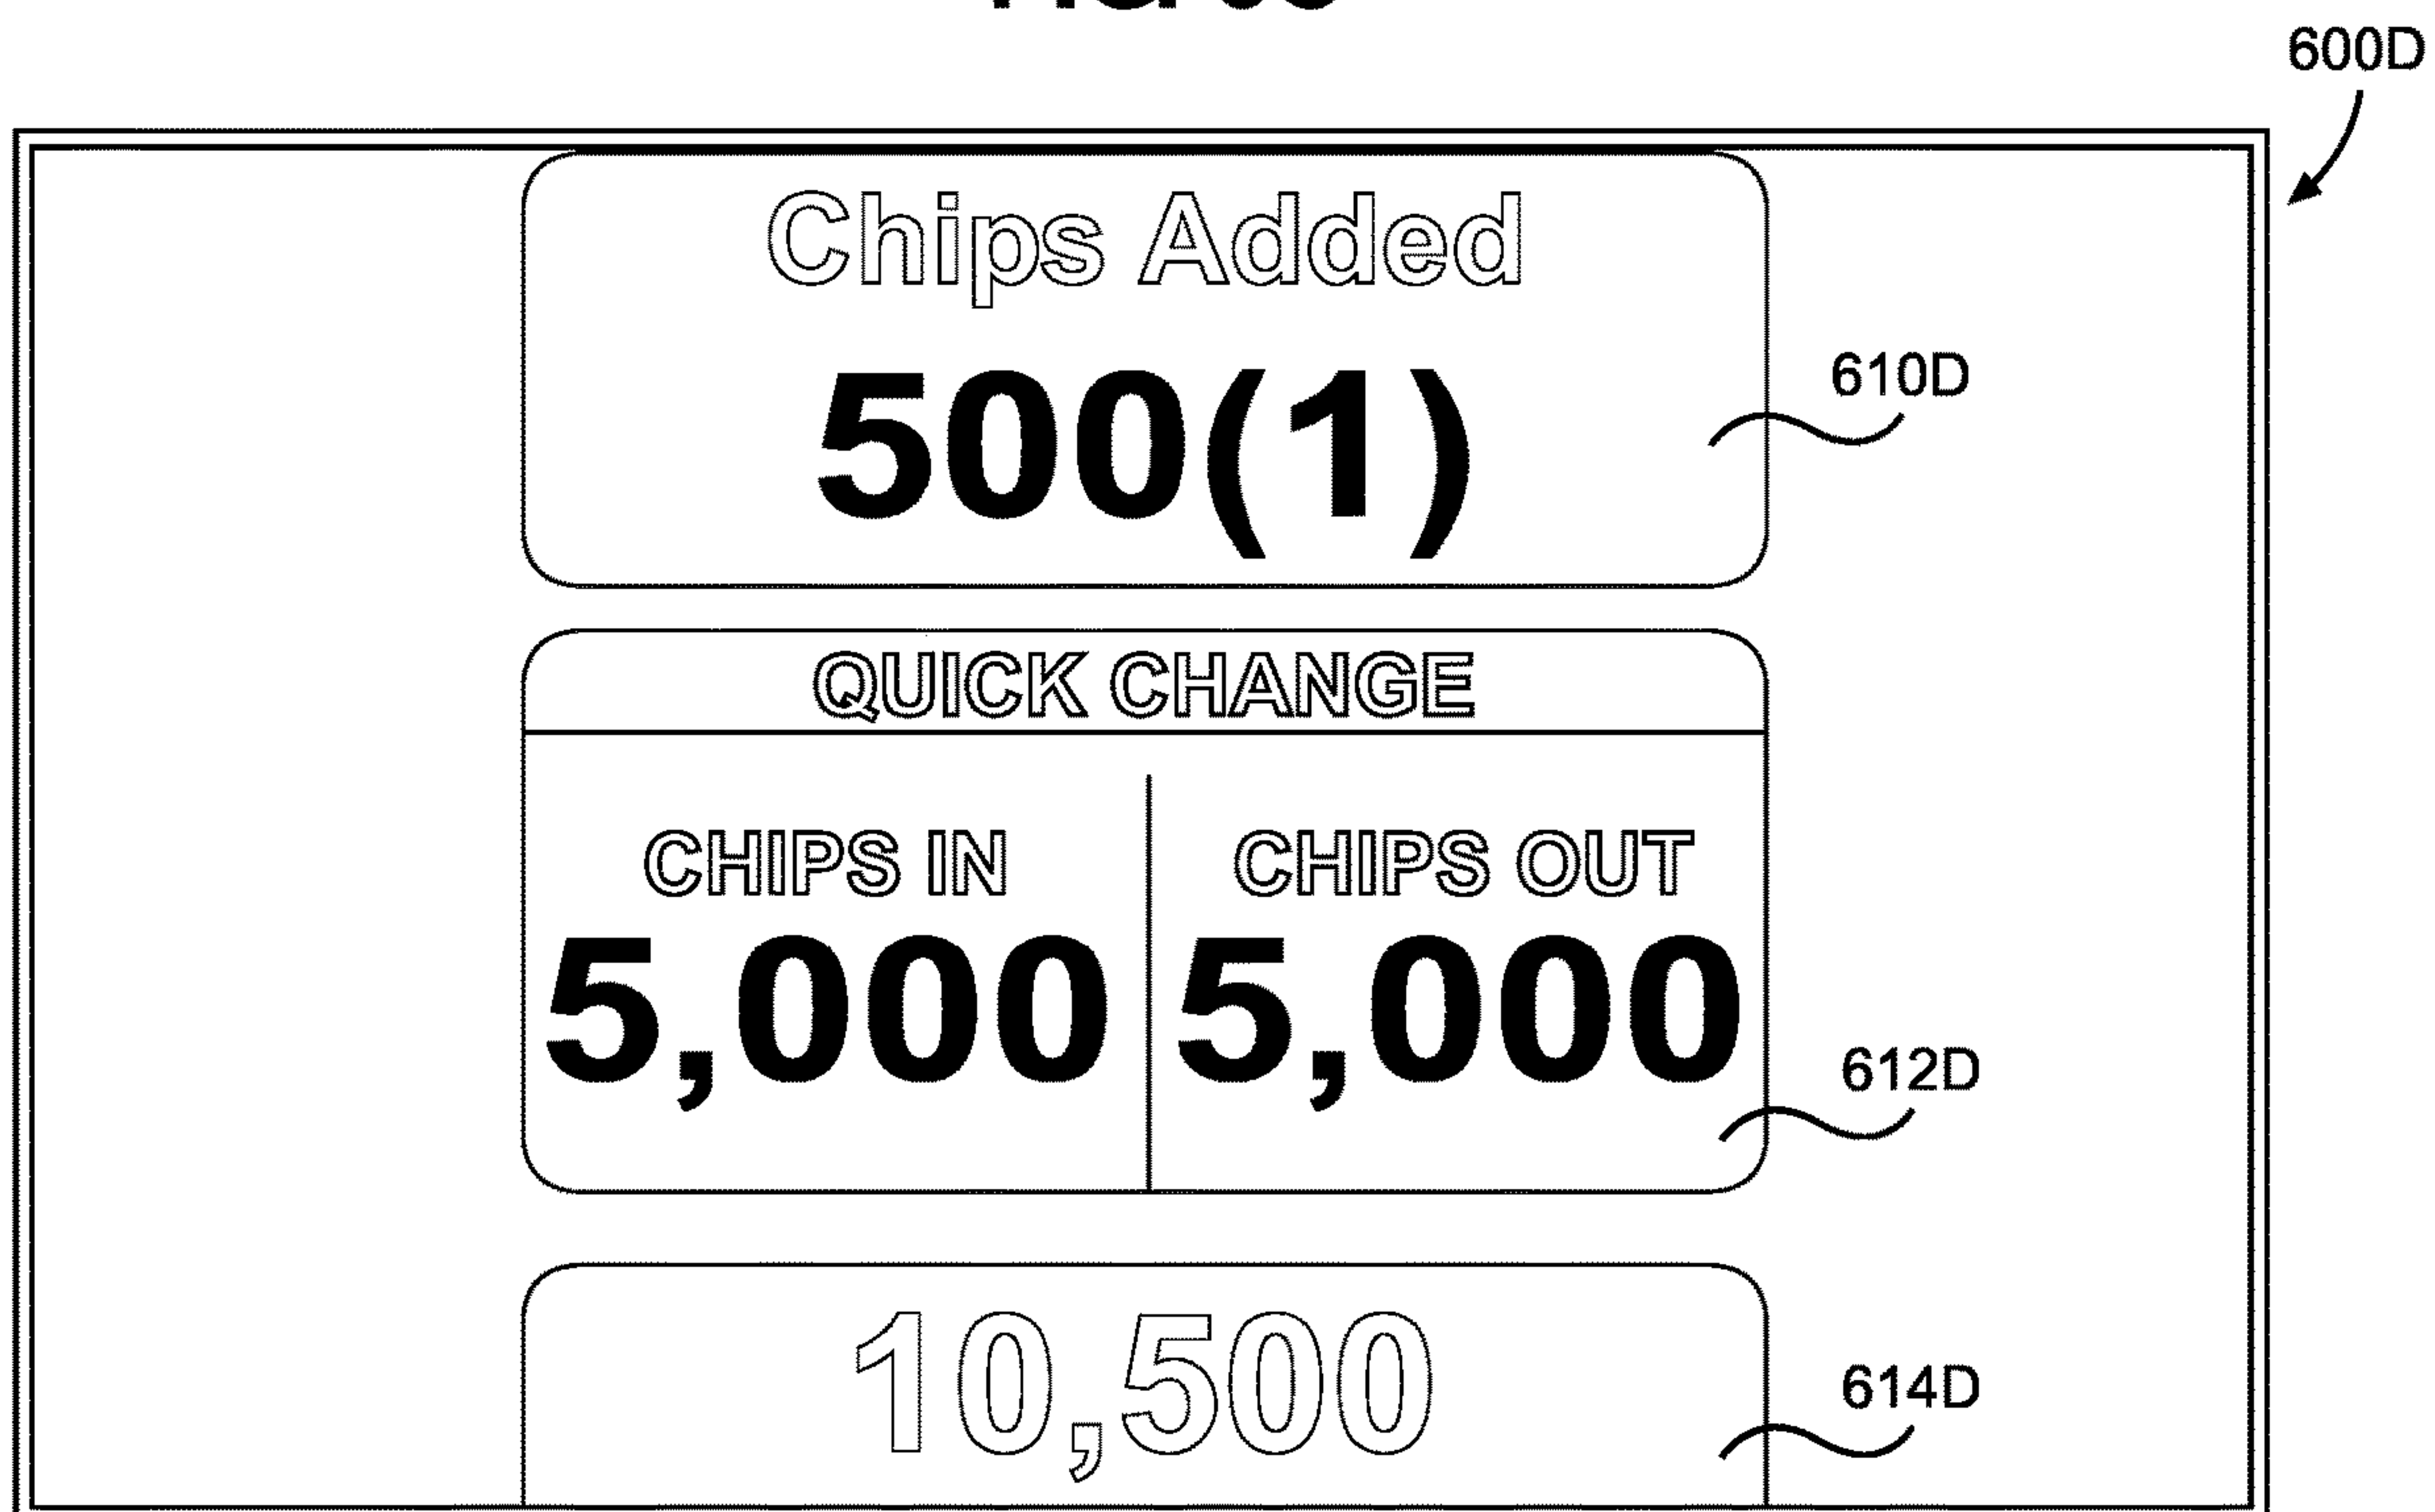 600D
Chips Added
500(1)
610D
QUICK CHANGE
CHIPS IN CHIPS OUT
5,000 5,000
612D
10,500
614D